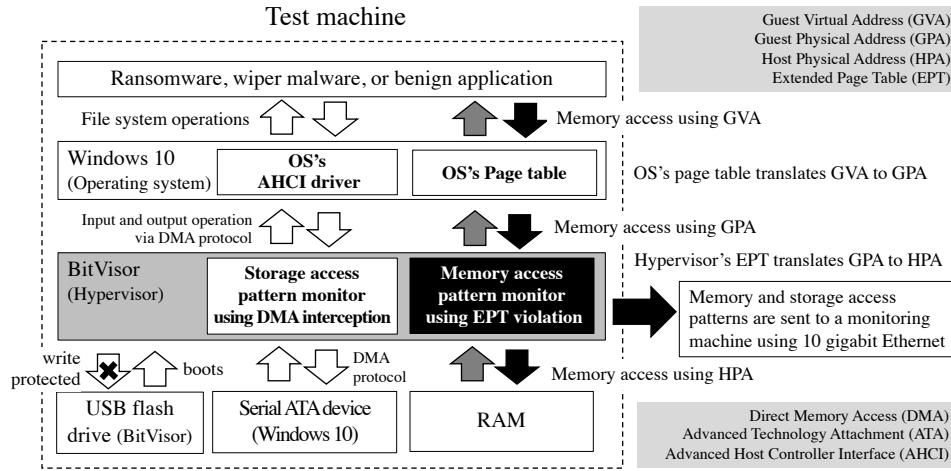 Test machine
Guest Virtual Address (GVA)
Guest Physical Address (GPA)
Host Physical Address (HPA)
Extended Page Table (EPT)
Ransomware, wiper malware, or benign application
File system operations
Memory access using GVA
Windows 10
(Operating system)
OS's
AHCI driver
OS's Page table
OS's page table translates GVA to GPA
Input and output operation
via DMA protocol
Memory access using GPA
Hypervisor's EPT translates GPA to HPA
BitVisor
(Hypervisor)
Storage access
pattern monitor
using DMA interception
Memory access
pattern monitor
using EPT violation
Memory and storage access
patterns are sent to a monitoring
machine using 10 gigabit Ethernet
write
protected
boots
DMA
protocol
Memory access using HPA
USB flash
drive (BitVisor)
Serial ATA device
(Windows 10)
RAM
Direct Memory Access (DMA)
Advanced Technology Attachment (ATA)
Advanced Host Controller Interface (AHCI)